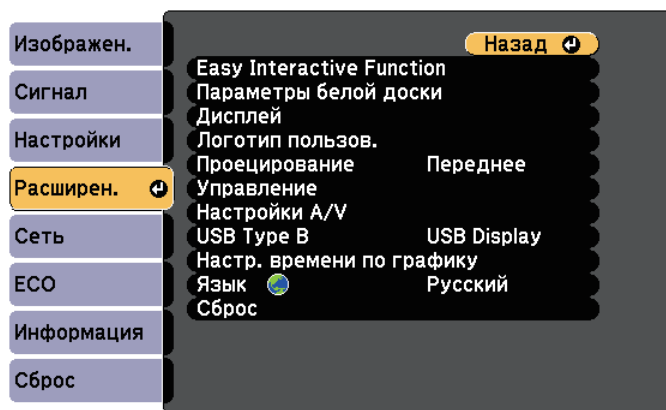 Изображен.
Сигнал
Настройки
Расширен.
Сеть
ECO
Информация
Сброс
Назад
Easy Interactive Function
Параметры белой доски
Дисплей
Логотип пользов.
Проецирование Переднее
Управление
Настройки A/V
USB Type B USB Display
Настр. времени по графику
Язык Русский
Сброс